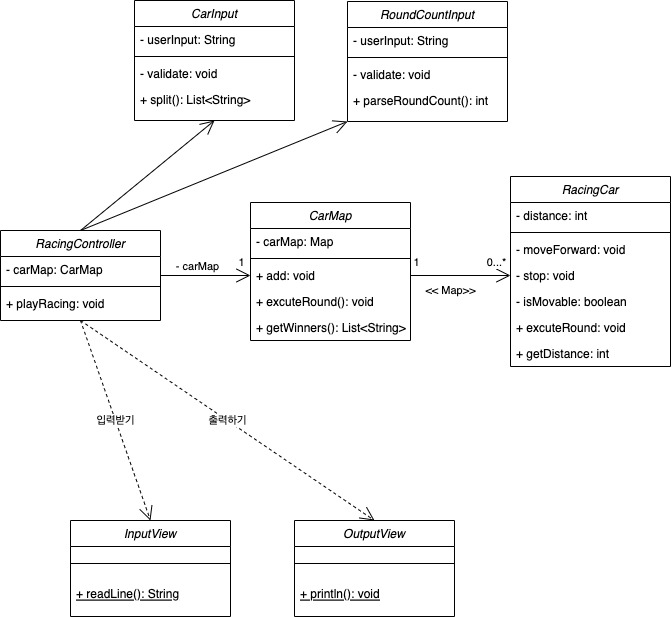 CarInput
- userInput: String
- validate: void
+ split(): List<String>
RoundCountInput
- userInput: String
- validate: void
+ parseRoundCount(): int
RacingController
- carMap: CarMap
+ playRacing: void
- carMap
1
CarMap
- carMap: Map
+ add: void
+ excuteRound(): void
+ getWinners(): List<String>
1
0...*
<< Map>>
RacingCar
- distance: int
- moveForward: void
- stop: void
- isMovable: boolean
+ excuteRound: void
+ getDistance: int
입력받기
출력하기
InputView
+ readLine(): String
OutputView
+ println(): void